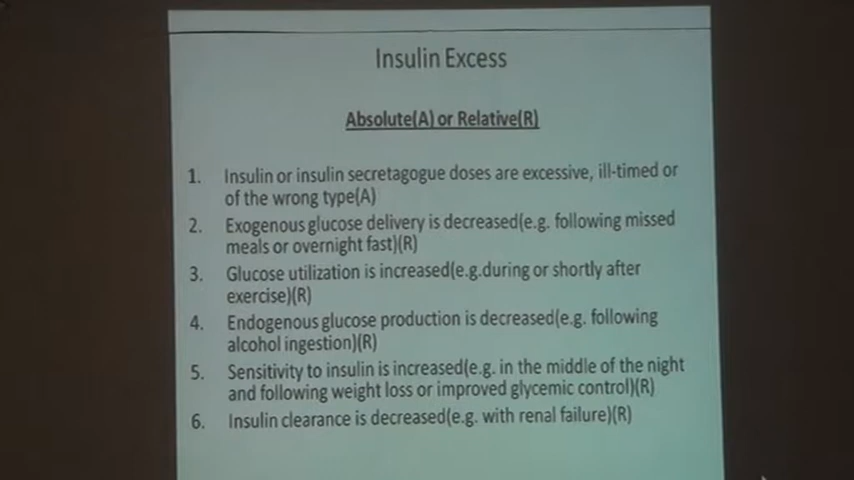 Insulin Excess
Absolute(A) or Relative(R)
1. Insulin or insulin secretagogue doses are excessive, ill-timed or
of the wrong type(A)
2. Exogenous glucose delivery is decreased(e.g. following missed
meals or overnight fast)(R)
3. Glucose utilization is increased(e.g.during or shortly after
exercise)(R)
4. Endogenous glucose production is decreased(e.g. following
alcohol ingestion)(R)
5. Sensitivity to insulin is increased(e.g. in the middle of the night
and following weight loss or improved glycemic control)(R)
6. Insulin clearance is decreased(e.g. with renal failure)(R)